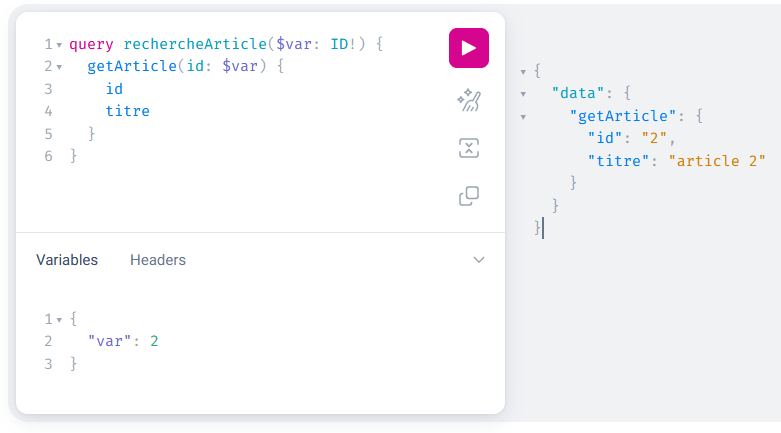 1 query rechercheArticle($var: ID!) {
2 getArticle(id: $var) {
3 id
4 titre
5 }
6 }
Variables Headers
1 {
2 "var": 2
3 }
{
"data": {
"getArticle": {
"id": "2",
"titre": "article 2"
}
}
}